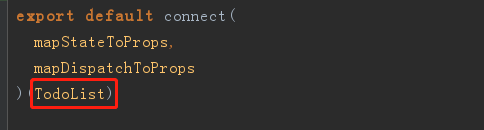 export default connect(
mapStateToProps,
mapDispatchToProps
)(TodoList)